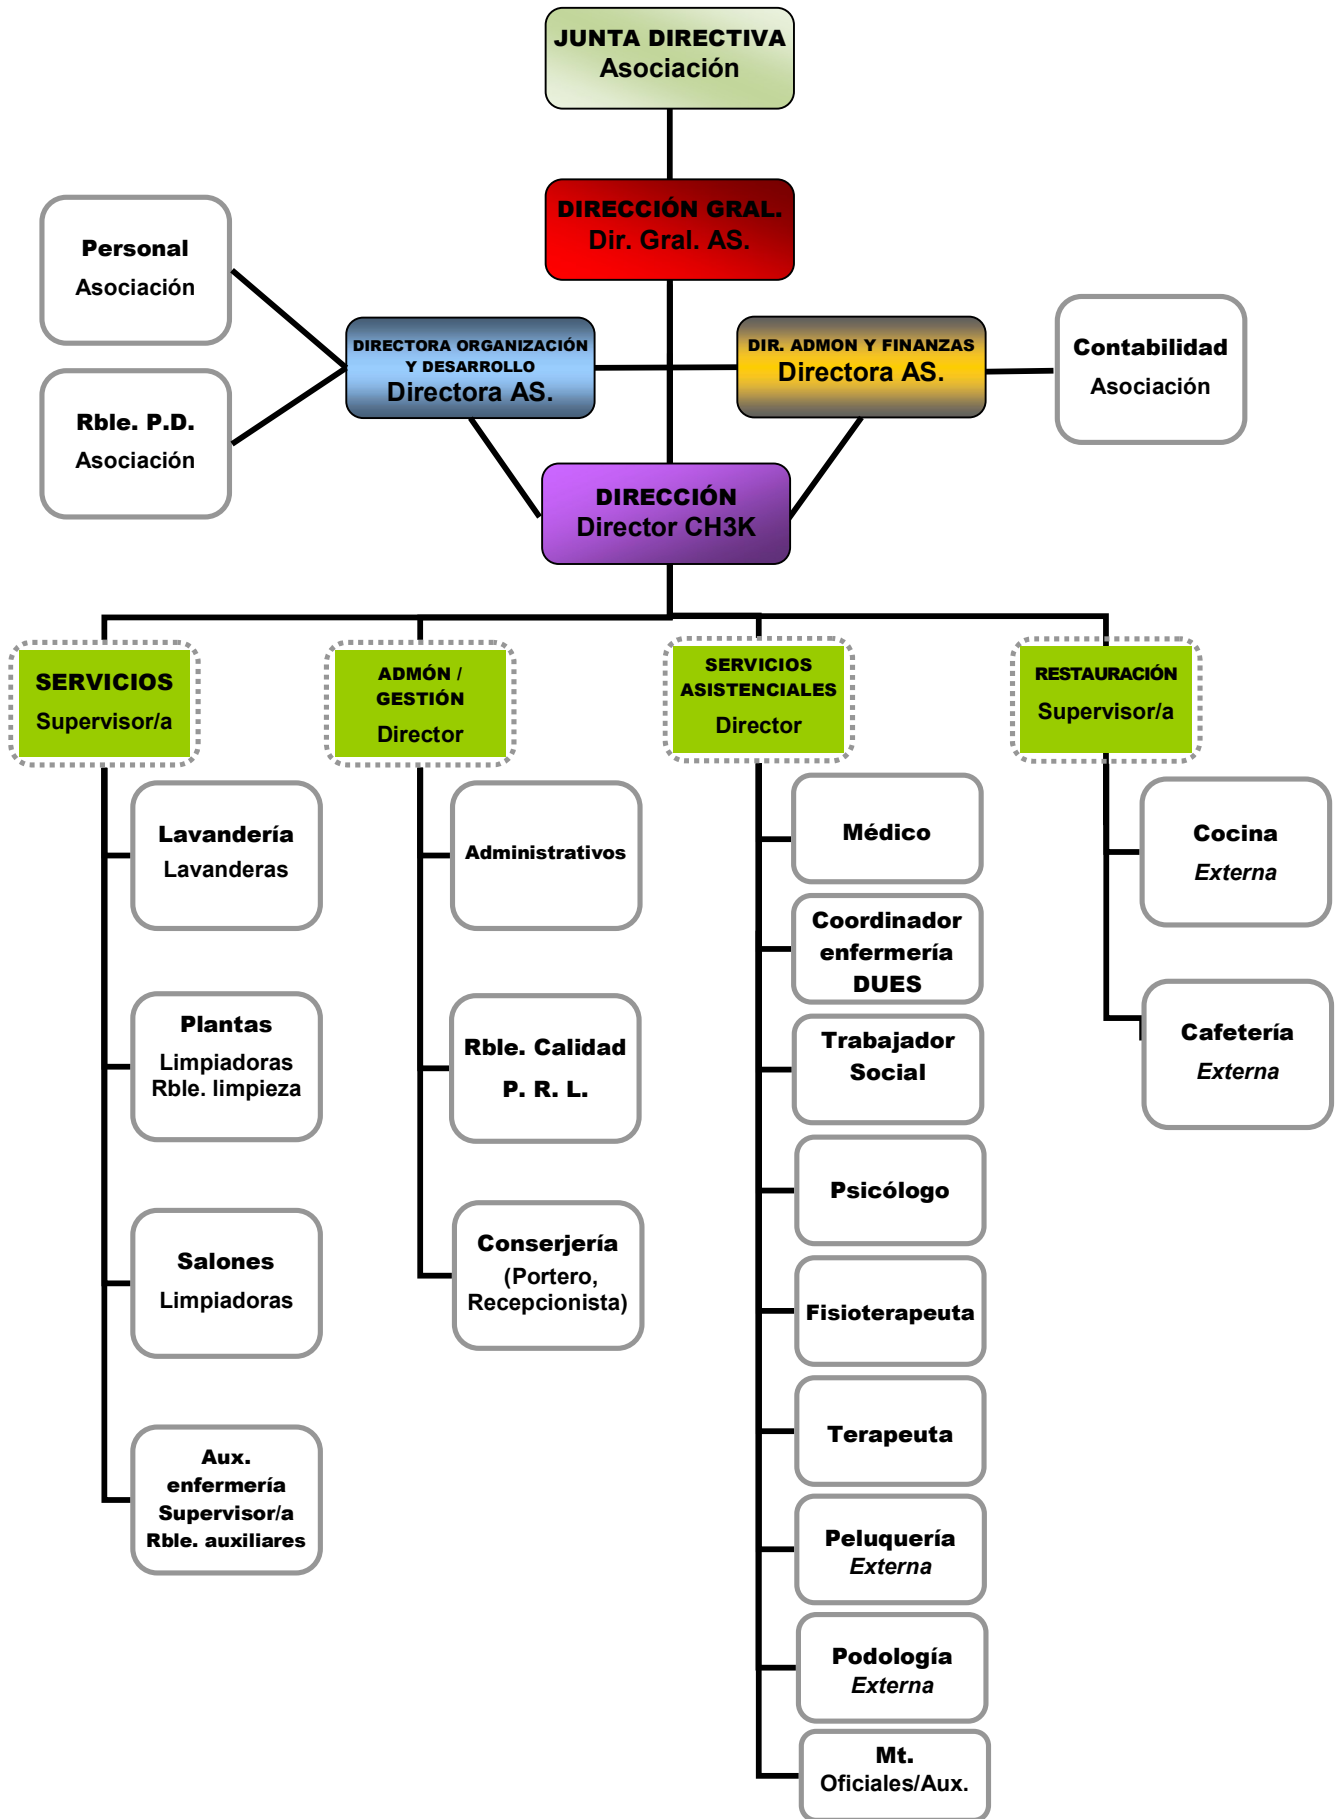 JUNTA DIRECTIVA
Asociación
DIRECCIÓN GRAL.
Dir. Gral. AS.
Personal
Asociación
Rble. P.D.
Asociación
DIRECTORA ORGANIZACIÓN
Y DESARROLLO
Directora AS.
DIR. ADMON Y FINANZAS
Directora AS.
Contabilidad
Asociación
DIRECCIÓN
Director CH3K
SERVICIOS
Supervisor/a
Lavandería
Lavanderas
Plantas
Limpiadoras
Rble. limpieza
Salones
Limpiadoras
Aux.
enfermería
Supervisor/a
Rble. auxiliares
ADMÓN /
GESTIÓN
Director
Administrativos
Rble. Calidad
P. R. L.
Conserjería
(Portero,
Recepcionista)
SERVICIOS
ASISTENCIALES
Director
Médico
Coordinador
enfermería
DUES
Trabajador
Social
Psicólogo
Fisioterapeuta
Terapeuta
Peluquería
Externa
Podología
Externa
Mt.
Oficiales/Aux.
RESTAURACIÓN
Supervisor/a
Cocina
Externa
Cafetería
Externa